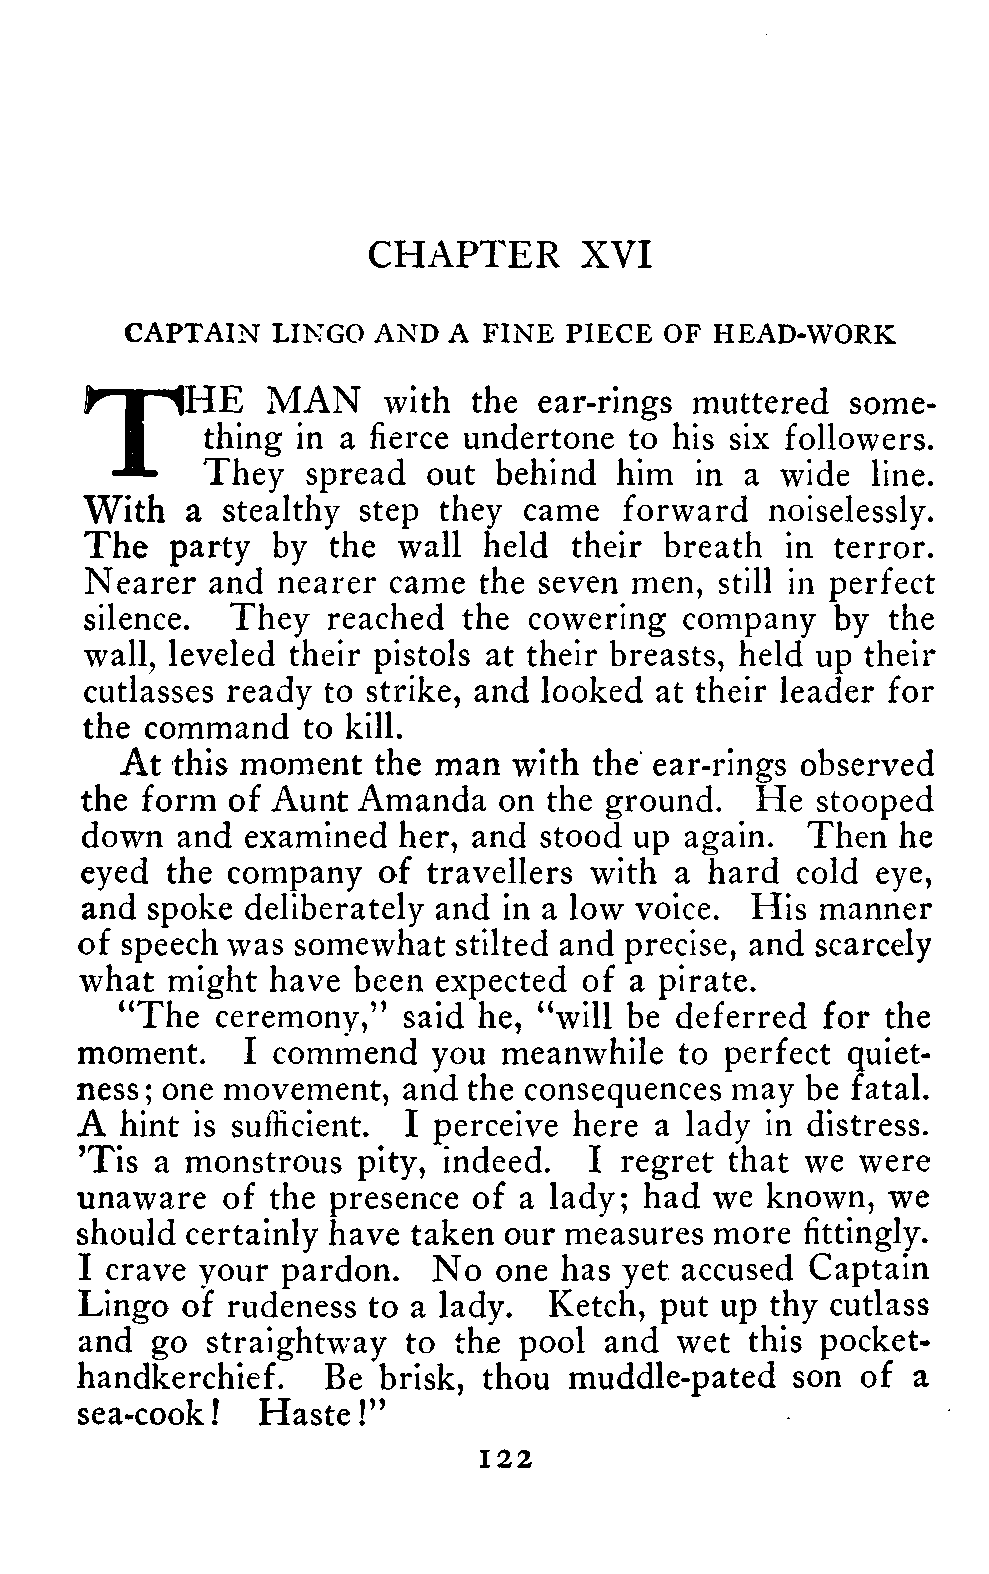 CHAPTER XVI
CAPTAIN LINGO AND A FINE PIECE OF HEAD-WORK
THE MAN with the ear-rings muttered some-
thing in a fierce undertone to his six followers.
They spread out behind him in a wide line.
With a stealthy step they came forward noiselessly.
The party by the wall held their breath in terror.
Nearer and nearer came the seven men, still in perfect
silence. They reached the cowering company by the
wall, leveled their pistols at their breasts, held up their
cutlasses ready to strike, and looked at their leader for
the command to kill.
At this moment the man with the ear-rings observed
the form of Aunt Amanda on the ground. He stooped
down and examined her, and stood up again. Then he
eyed the company of travellers with a hard cold eye,
and spoke deliberately and in a low voice. His manner
of speech was somewhat stilted and precise, and scarcely
what might have been expected of a pirate.
"The ceremony," said he, "will be deferred for the
moment. I commend you meanwhile to perfect quiet-
ness; one movement, and the consequences may be fatal.
A hint is sufficient. I perceive here a lady in distress.
'Tis a monstrous pity, indeed. I regret that we were
unaware of the presence of a lady; had we known, we
should certainly have taken our measures more fittingly.
I crave your pardon. No one has yet accused Captain
Lingo of rudeness to a lady. Ketch, put up thy cutlass
and go straightway to the pool and wet this pocket-
handkerchief. Be brisk, thou muddle-pated son of a
sea-cook! Haste!"
122